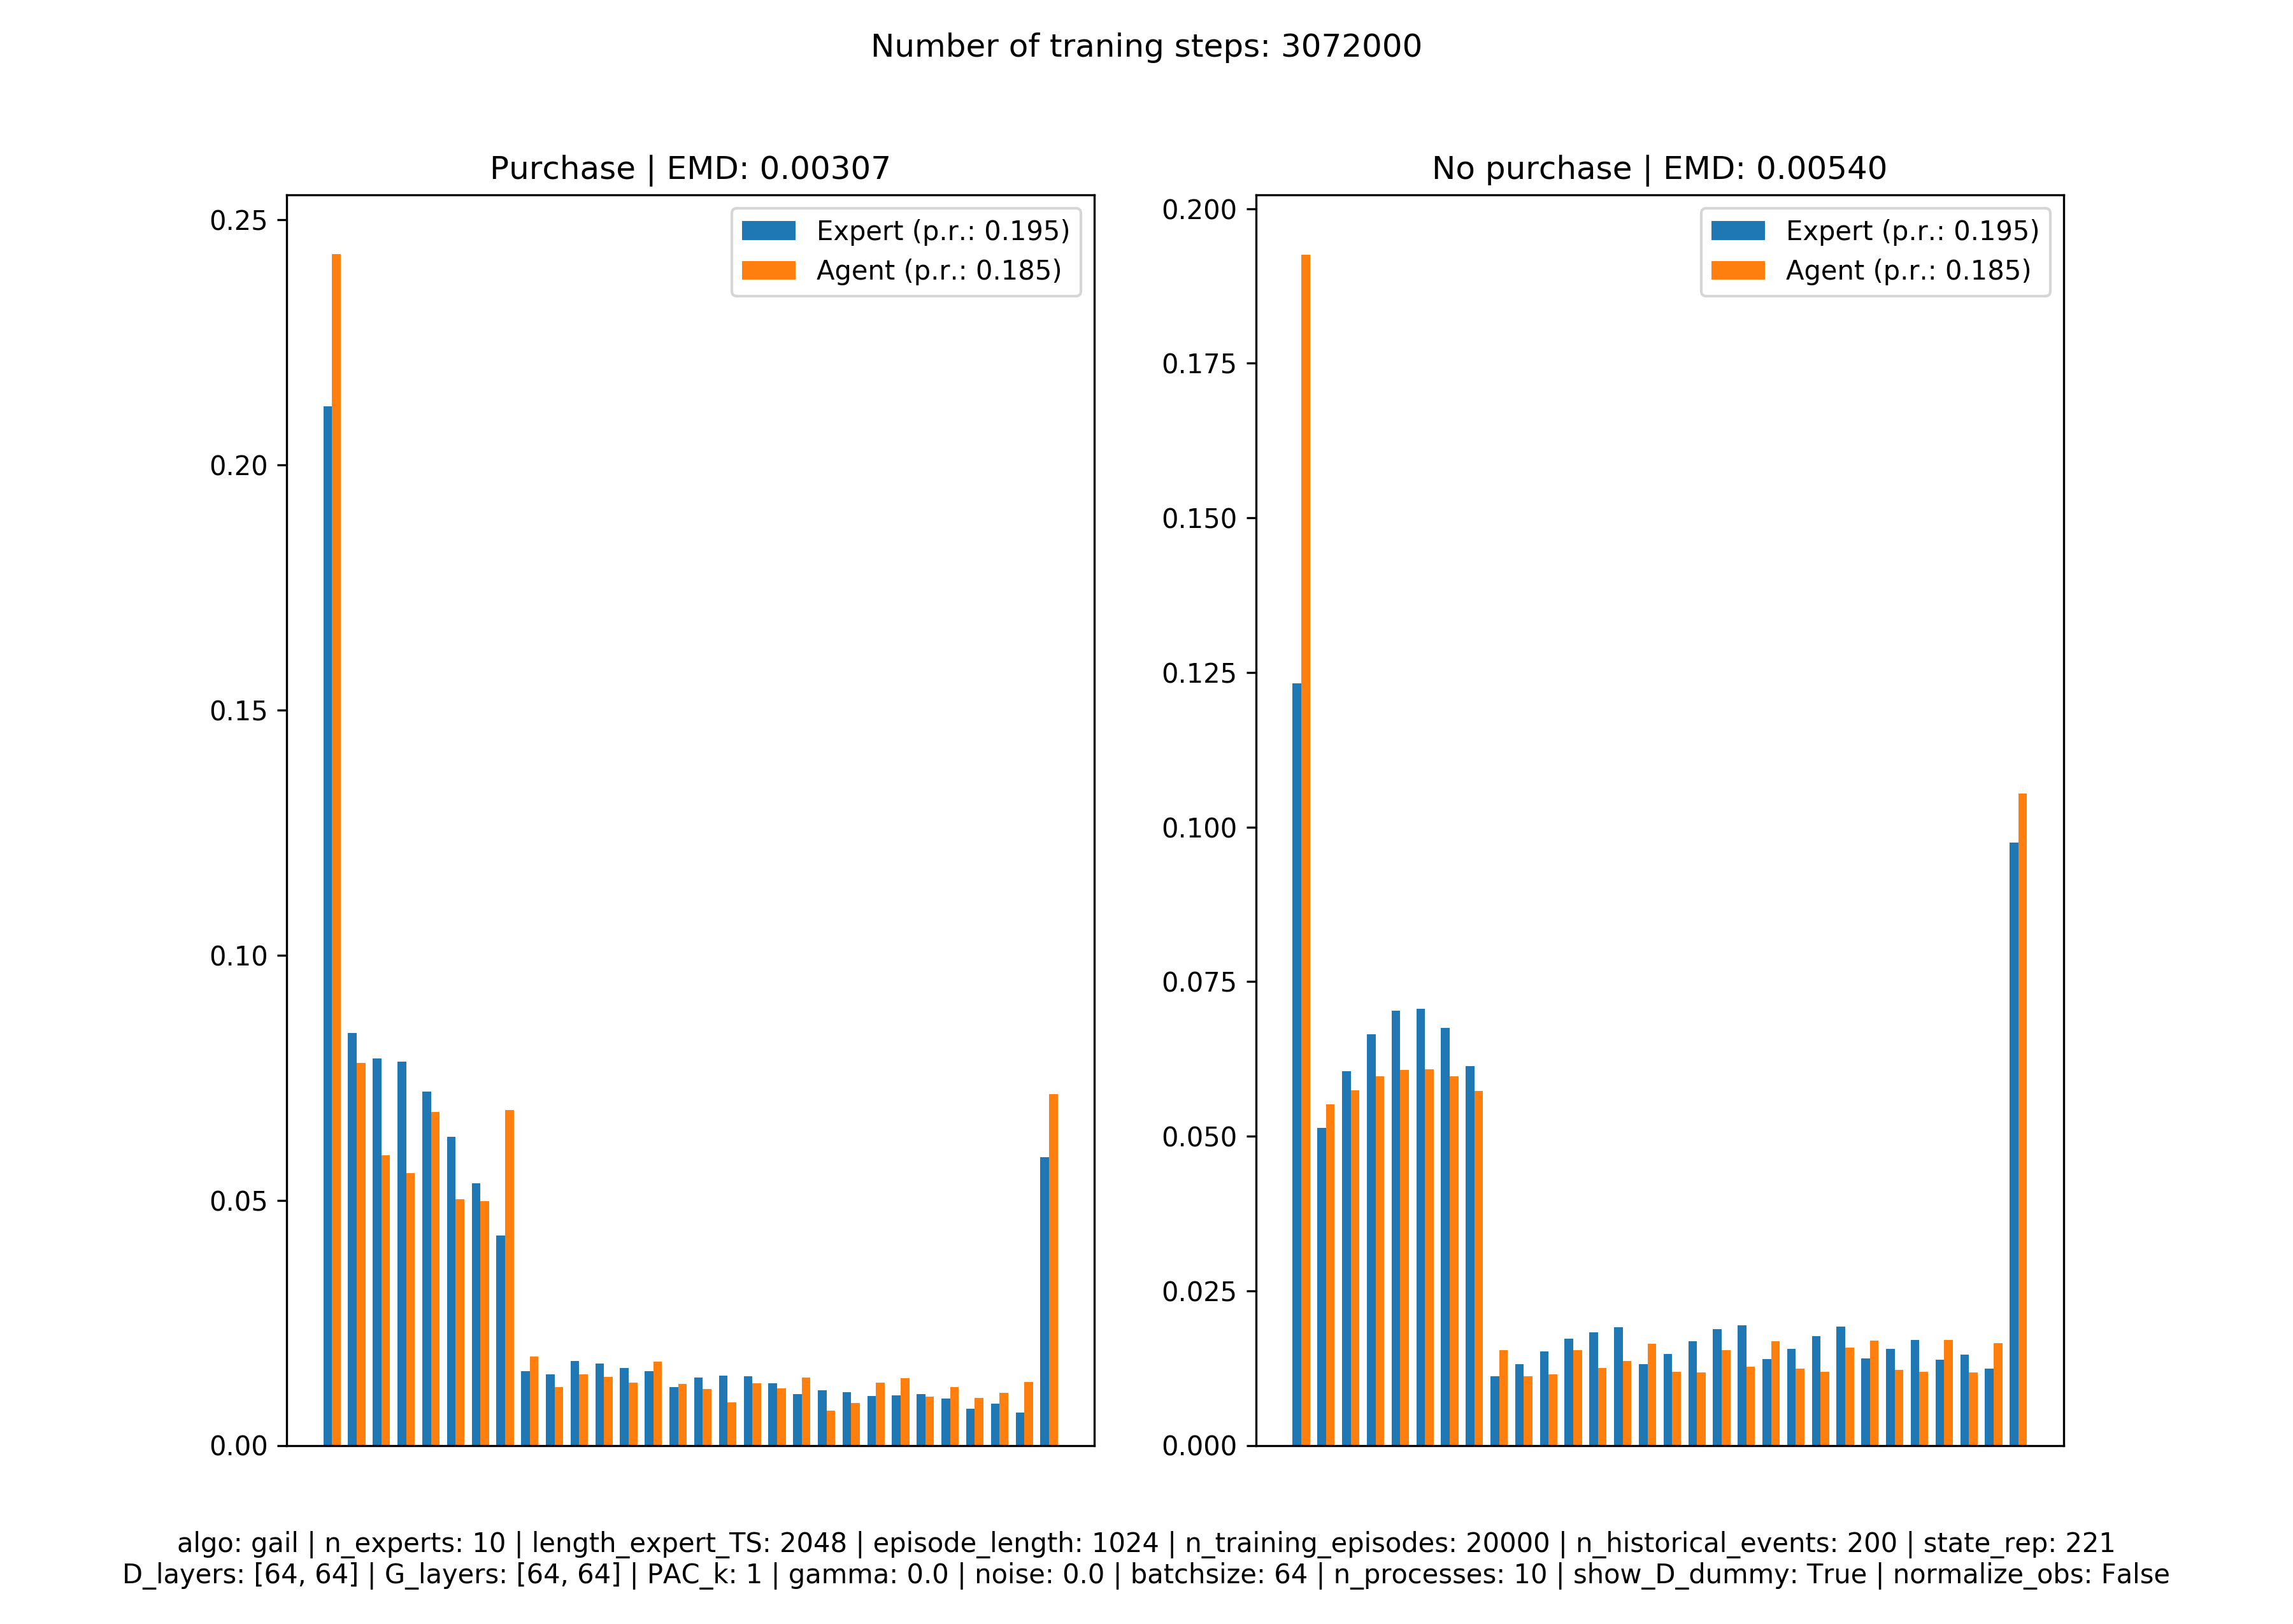 Number of traning steps: 3072000
Purchase | EMD: 0.00307
0.25
0.20
0.15
0.10
0.05
0.00
Expert (p.r.: 0.195)
Agent (p.r.: 0.185)
No purchase | EMD: 0.00540
0.200
0.175
0.150
0.125
0.100
0.075
0.050
0.025
0.000
Expert (p.r.: 0.195)
Agent (p.r.: 0.185)
algo: gail | n_experts: 10 | length_expert_TS: 2048 | episode_length: 1024 | n_training_episodes: 20000 | n_historical_events: 200 | state_rep: 221
D_layers: [64, 64] | G_layers: [64, 64] | PAC_k: 1 | gamma: 0.0 | noise: 0.0 | batchsize: 64 | n_processes: 10 | show_D_dummy: True | normalize_obs: False